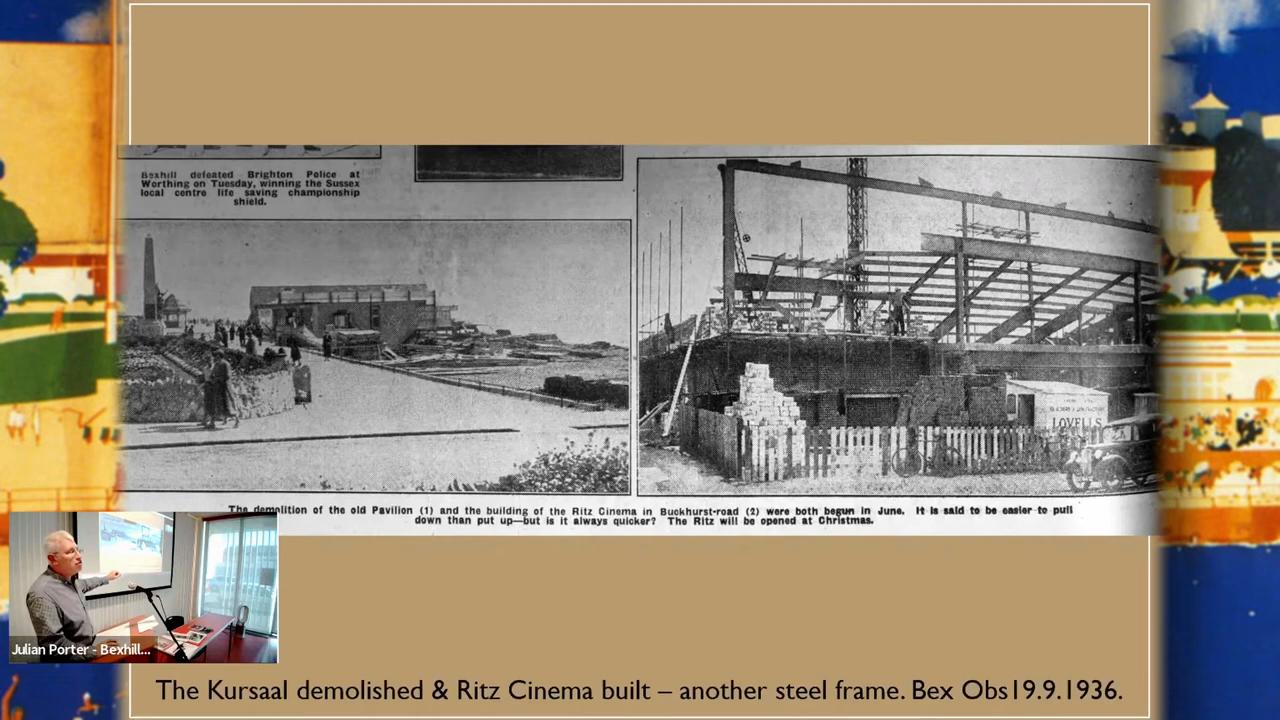 Bexhill defeated Brighton Police at
Worthing on Tuesday, winning the Sussex
local centre life saving championship
shield.
LOVELLS
The demolition of the old Pavilion (1) and the building of the Ritz Cinema in Buckhurst-road (2) were both begun in June. It is said to be easier to pull
down than put up—but is it always quicker? The Ritz will be opened at Christmas.
Julian Porter - Bexhill...
The Kursaal demolished & Ritz Cinema built – another steel frame. Bex Obs19.9.1936.